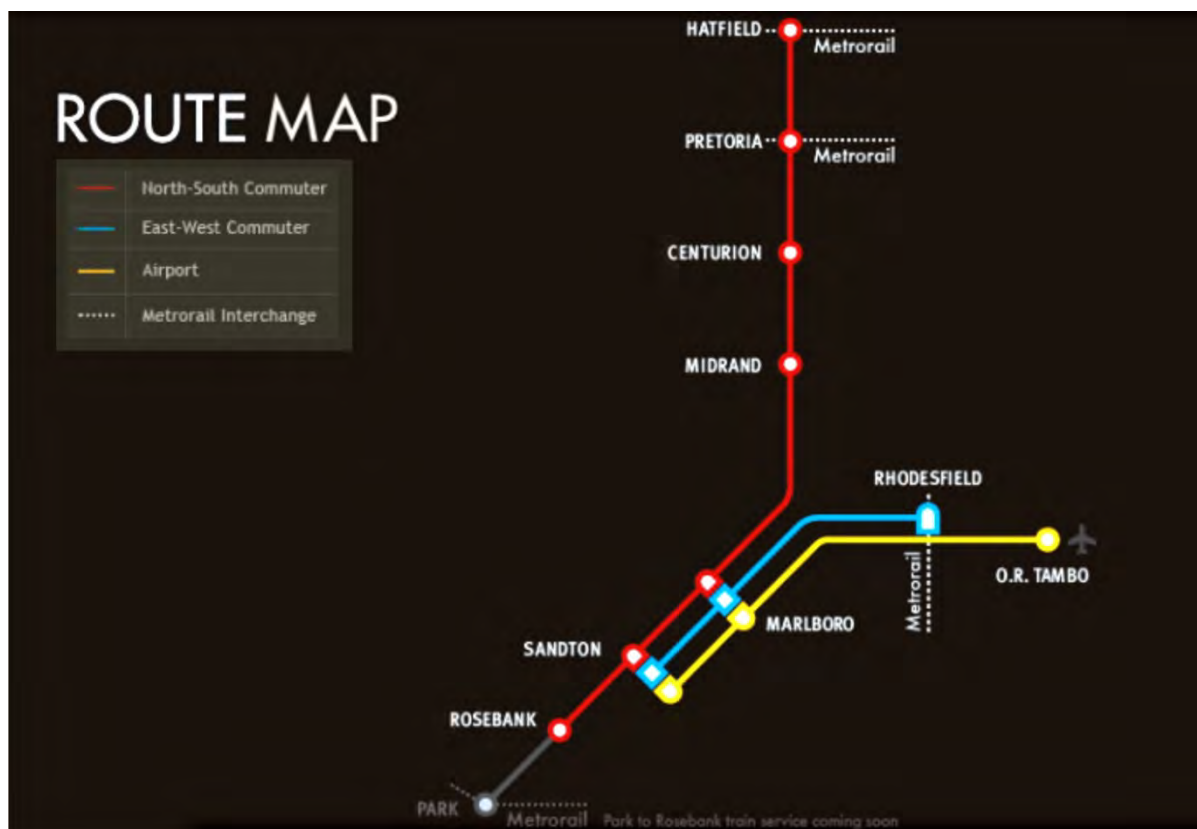 HATFIELD
Metrorail
ROUTE MAP
PRETORIA
Metrorail
North-South Commuter
East-West Commuter
Airport
Metrorail Interchange
CENTURION
MIDRAND
RHODESFIELD
Metrorail
O.R. TAMBO
MARLBORO
SANDTON
ROSEBANK
PARK
Metrorail Park to Rosebank train service coming soon